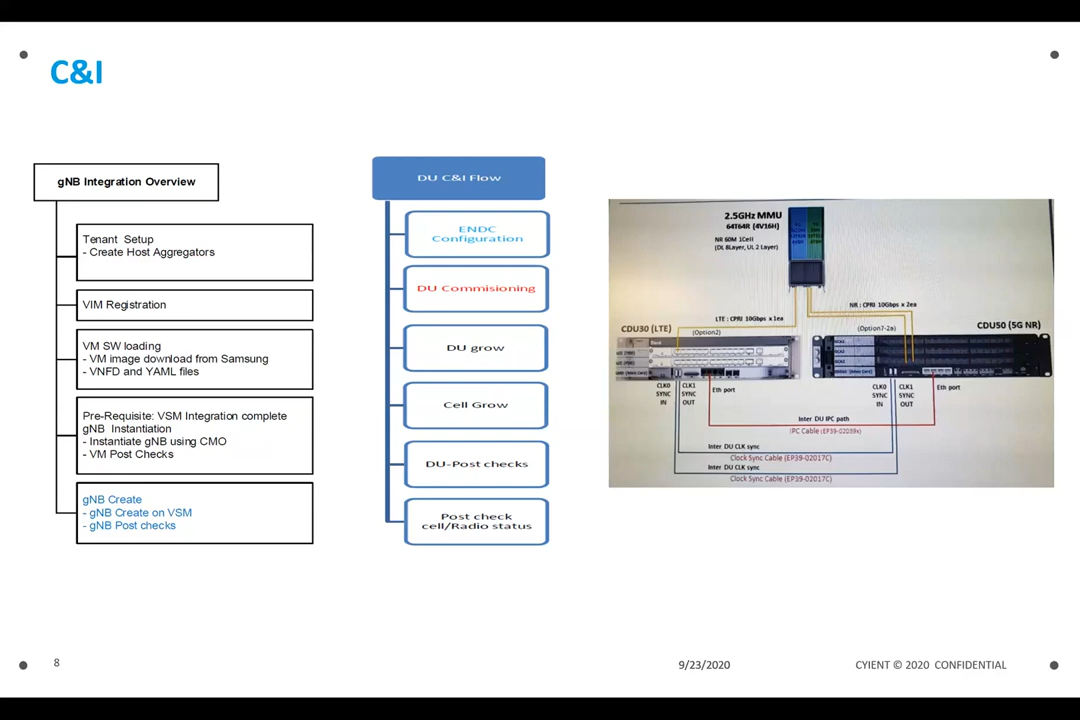 C&I
gNB Integration Overview
Tenant Setup
- Create Host Aggregators
VIM Registration
VM SW loading
- VM image download from Samsung
- VNFD and YAML files
Pre-Requisite: VSM Integration complete
gNB Instantiation
- Instantiate gNB using CMO
- VM Post Checks
gNB Create
- gNB Create on VSM
- gNB Post checks
DU C&I Flow
ENDC
Configuration
DU Commisioning
DU grow
Cell Grow
DU-Post checks
Post check
cell/Radio status
2.5GHz MMU
64T64R (4V16H)
NR 60M 1Cell
(DL 8Layer, UL 2 Layer)
LTE : CPRI 10Gbps x 1ea
NR : CPRI 10Gbps x 2ea
CDU30 (LTE)
(Option2)
(Option7-2a)
CDU50 (5G NR)
CLK0
SYNC
IN
CLK1
SYNC
OUT
Eth port
CLK0
SYNC
IN
CLK1
SYNC
OUT
Eth port
Inter DU IPC path
IPC Cable (EP39-02039x)
Inter DU CLK sync
Clock Sync Cable (EP39-02017C)
Inter DU CLK sync
Clock Sync Cable (EP39-02017C)
8
9/23/2020
CYIENT © 2020 CONFIDENTIAL